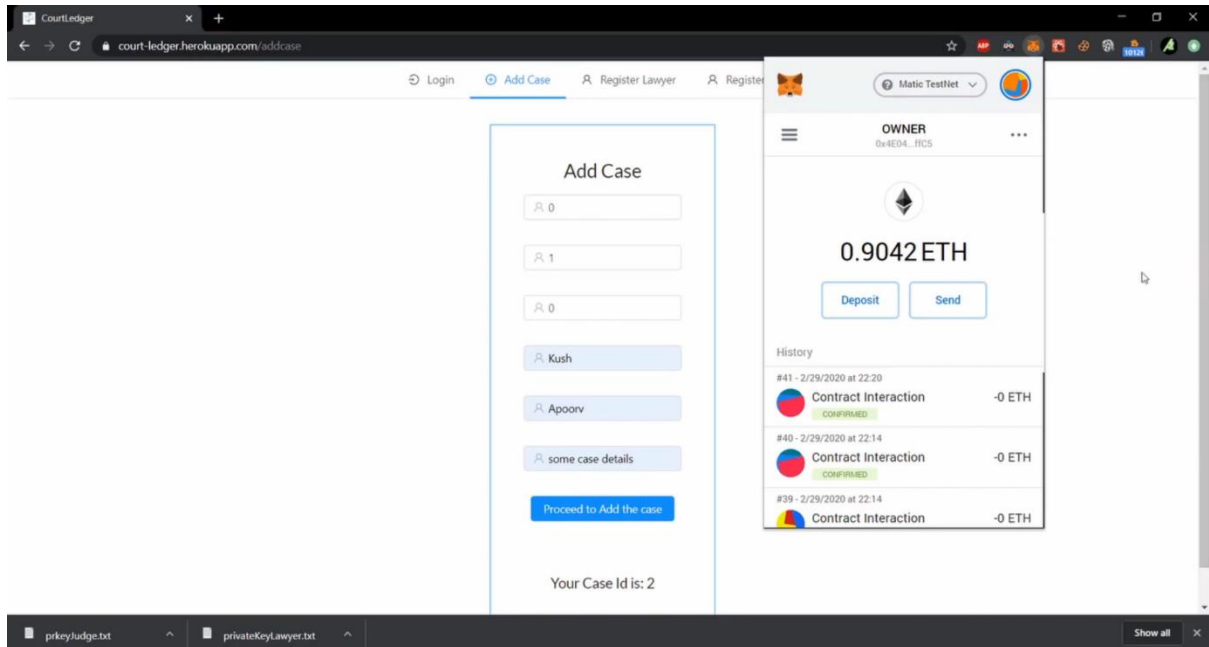 CourtLedger
court-ledger.herokuapp.com/addcase
ABP
1012E
Login
Add Case
Register Lawyer
Register
Matic TestNet
OWNER
0x4E04...ffC5
0.9042 ETH
Deposit
Send
History
#41 - 2/29/2020 at 22:20
Contract Interaction
-0 ETH
CONFIRMED
#40 - 2/29/2020 at 22:14
Contract Interaction
-0 ETH
CONFIRMED
#39 - 2/29/2020 at 22:14
Contract Interaction
-0 ETH
Add Case
0
1
0
Kush
Apoorv
some case details
Proceed to Add the case
Your Case Id is: 2
prkeyJudge.txt
privateKeyLawyer.txt
Show all